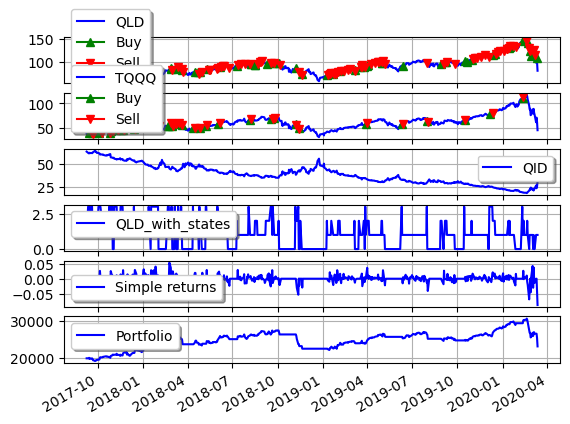 QLD
Buy
Sell
150
100
TQQQ
Buy
Sell
100
50
QID
50
25
QLD_with_states
2.5
0.0
Simple returns
0.05
0.00
−0.05
Portfolio
30000
20000
2017-10
2018-01
2018-04
2018-07
2018-10
2019-01
2019-04
2019-07
2019-10
2020-01
2020-04